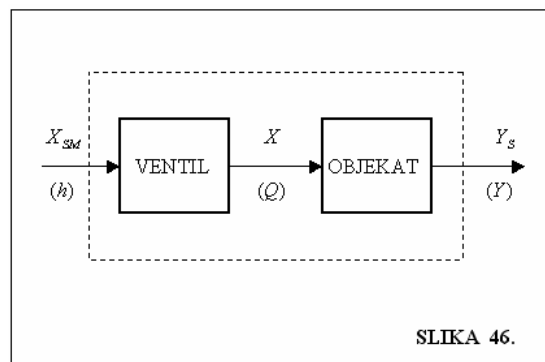 X_SM X Y_S
VENTIL OBJEKAT
(h) (Q) (Y)
SLIKA 46.